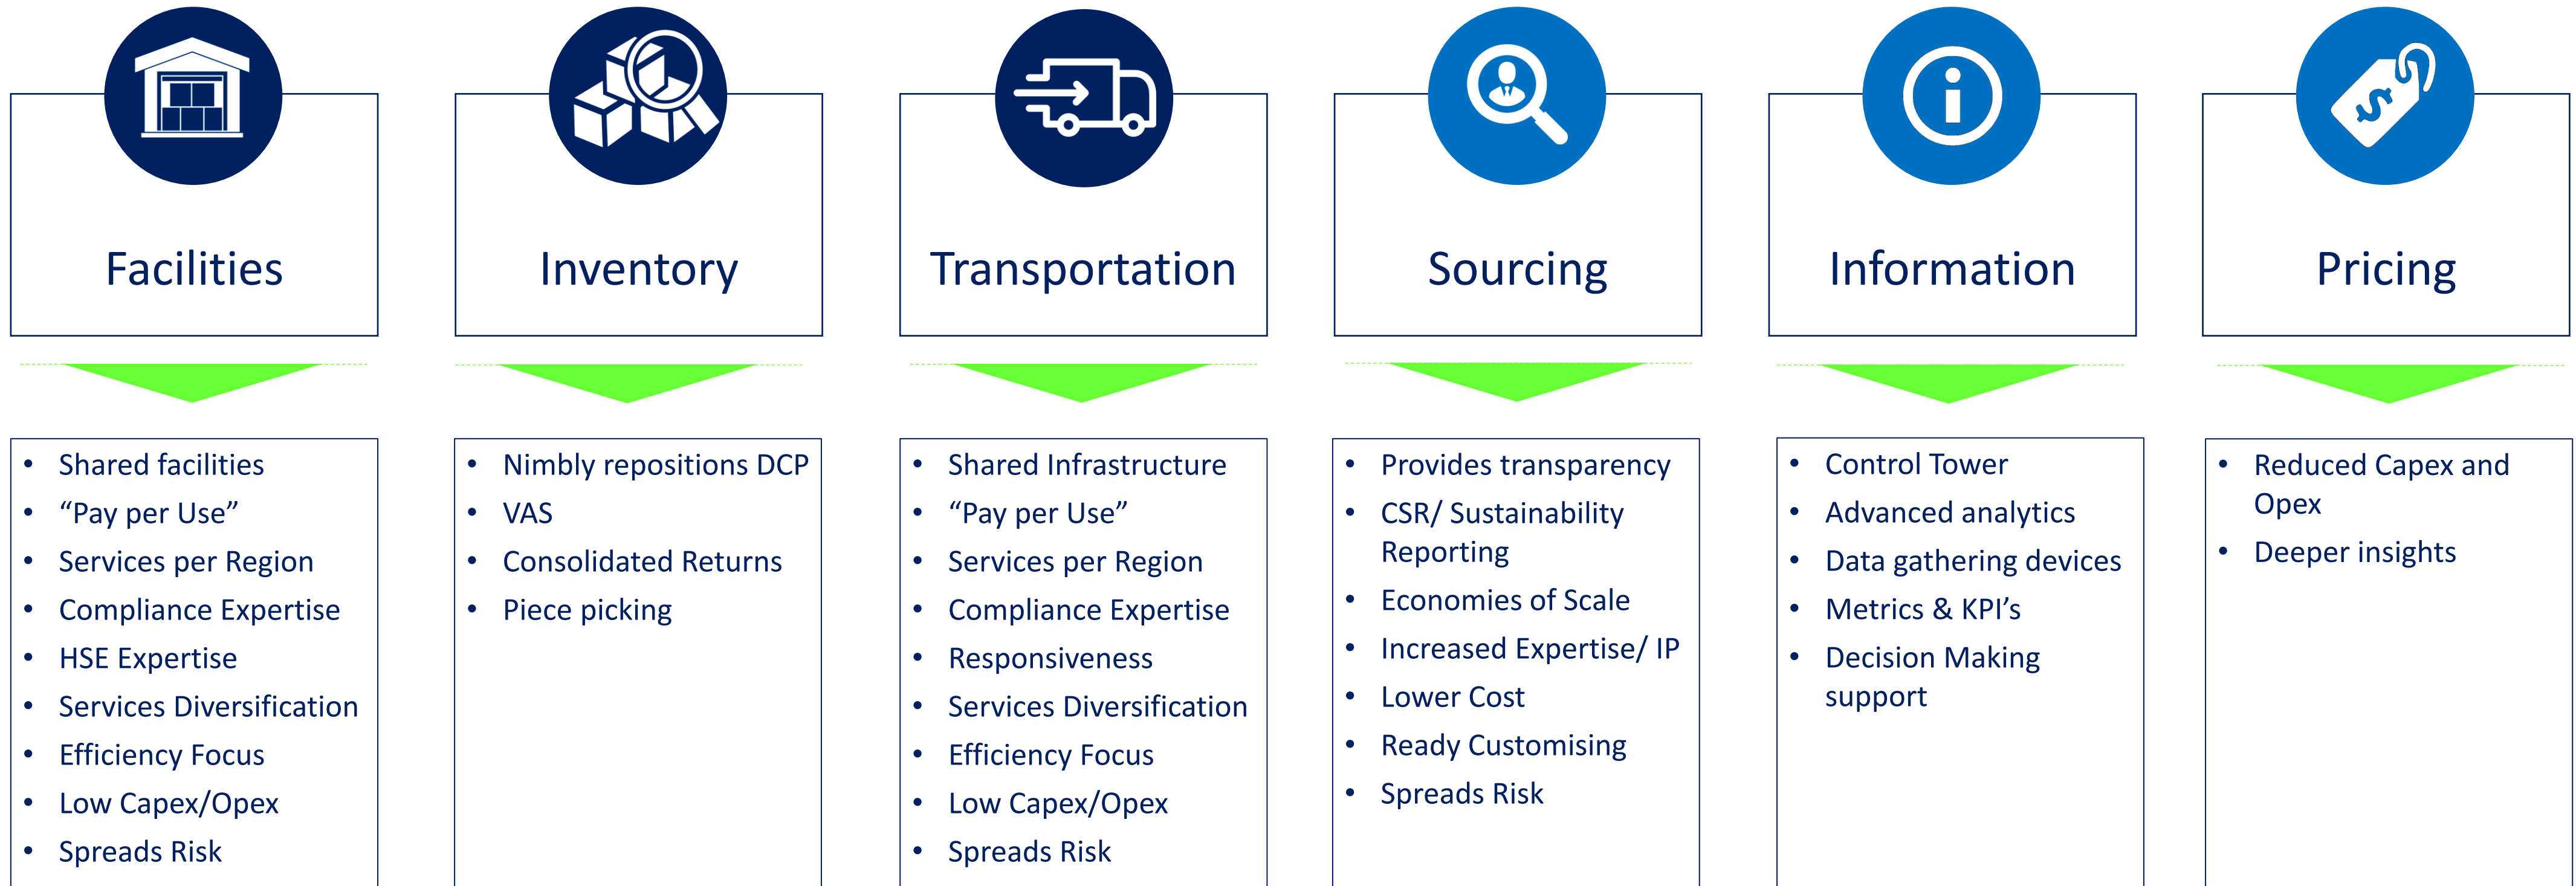 Facilities
Inventory
Transportation
Sourcing
Information
Pricing
• Shared facilities
• “Pay per Use”
• Services per Region
• Compliance Expertise
• HSE Expertise
• Services Diversification
• Efficiency Focus
• Low Capex/Opex
• Spreads Risk
• Nimbly repositions DCP
• VAS
• Consolidated Returns
• Piece picking
• Shared Infrastructure
• “Pay per Use”
• Services per Region
• Compliance Expertise
• Responsiveness
• Services Diversification
• Efficiency Focus
• Low Capex/Opex
• Spreads Risk
• Provides transparency
• CSR/ Sustainability
Reporting
• Economies of Scale
• Increased Expertise/ IP
• Lower Cost
• Ready Customising
• Spreads Risk
• Control Tower
• Advanced analytics
• Data gathering devices
• Metrics & KPI’s
• Decision Making
support
• Reduced Capex and
Opex
• Deeper insights